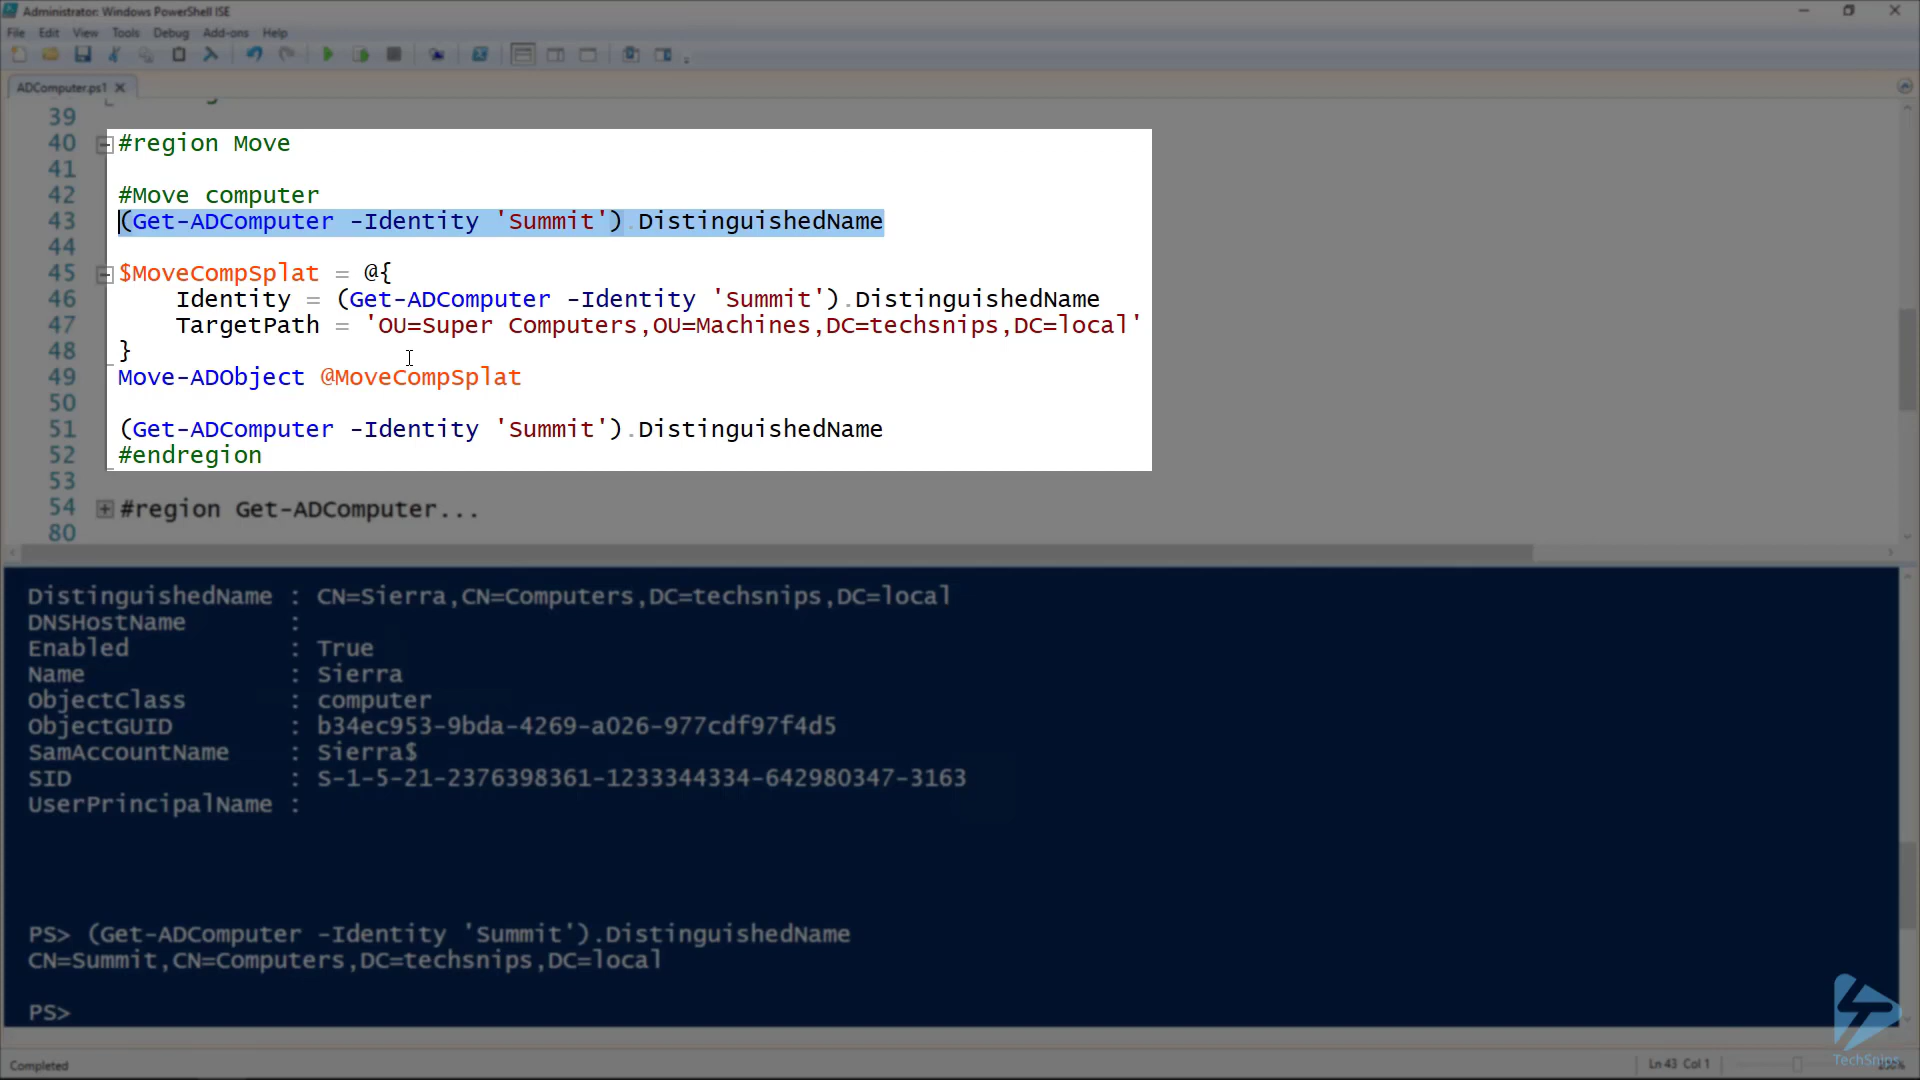 Administrator: Windows PowerShell ISE
File Edit View Tools Debug Add-ons Help
ADComputer.ps1
39
40 #region Move
41
42 #Move computer
43 (Get-ADComputer -Identity 'Summit').DistinguishedName
44
45 $MoveCompSplat = @{
46 Identity = (Get-ADComputer -Identity 'Summit').DistinguishedName
47 TargetPath = 'OU=Super Computers,OU=Machines,DC=techsnips,DC=local'
48 }
49 Move-ADObject @MoveCompSplat
50
51 (Get-ADComputer -Identity 'Summit').DistinguishedName
52 #endregion
53
54 #region Get-ADComputer...
80
DistinguishedName : CN=Sierra,CN=Computers,DC=techsnips,DC=local
DNSHostName :
Enabled : True
Name : Sierra
ObjectClass : computer
ObjectGUID : b34ec953-9bda-4269-a026-977cdf97f4d5
SamAccountName : Sierra$
SID : S-1-5-21-2376398361-1233344334-642980347-3163
UserPrincipalName :
PS> (Get-ADComputer -Identity 'Summit').DistinguishedName
CN=Summit,CN=Computers,DC=techsnips,DC=local
PS>
TechSnips
Completed
Ln 43 Col 1